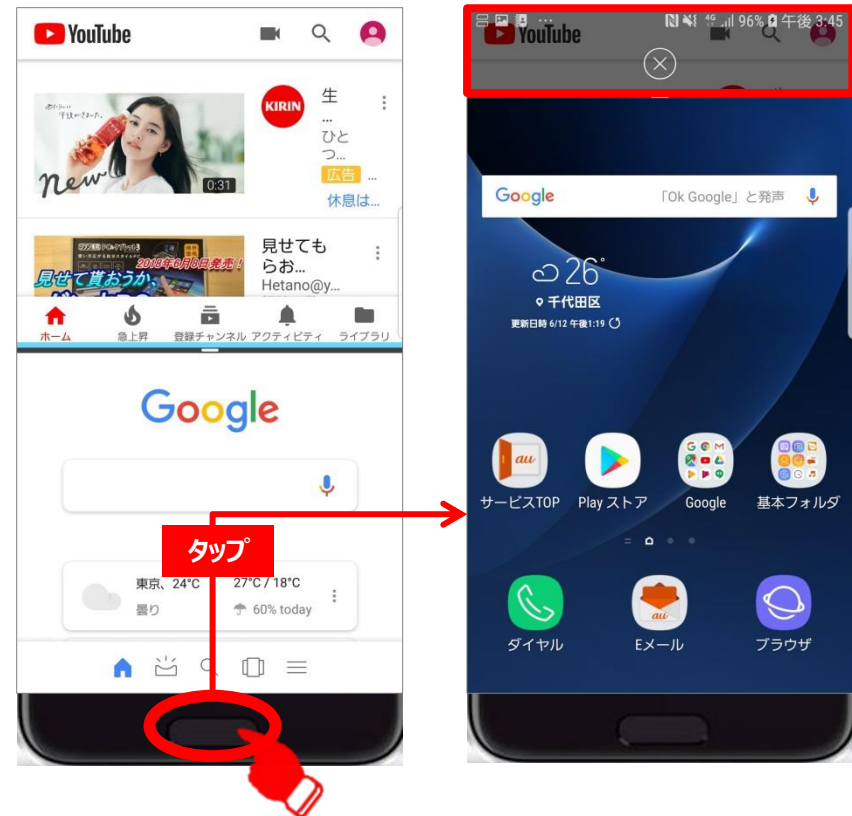 YouTube
KIRIN
生
...
ひと
つ...
広告 ...
休息は...
new
0:31
2018年6月8日発売!
見せて貰おうか、
見せても
らお...
Hetano@y...
ホーム
急上昇
登録チャンネル
アクティビティ
ライブラリ
Google
タップ
東京、24°C
27°C / 18°C
曇り
60% today
4G
96%
午後 3:45
YouTube
Google
「Ok Google」と発声
26°
千代田区
更新日時 6/12 午後1:19
au
サービスTOP
Play ストア
Google
基本フォルダ
ダイヤル
au
Eメール
ブラウザ